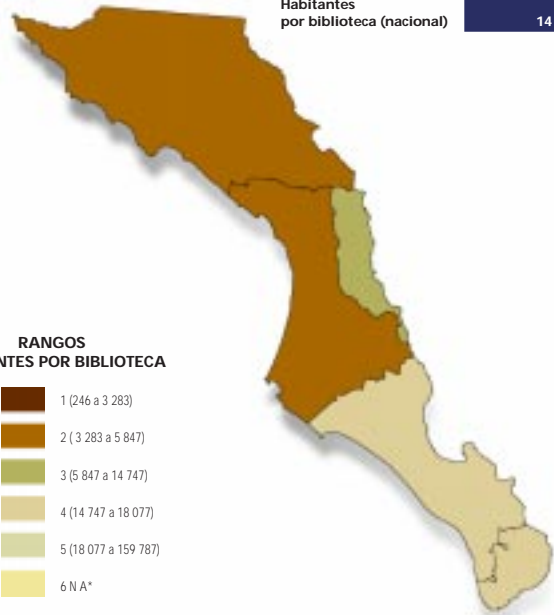 Habitantes
por biblioteca (nacional)
14
RANGOS
NTES POR BIBLIOTECA
1 (246 a 3 283)
2 ( 3 283 a 5 847)
3 (5 847 a 14 747)
4 (14 747 a 18 077)
5 (18 077 a 159 787)
6 N A*